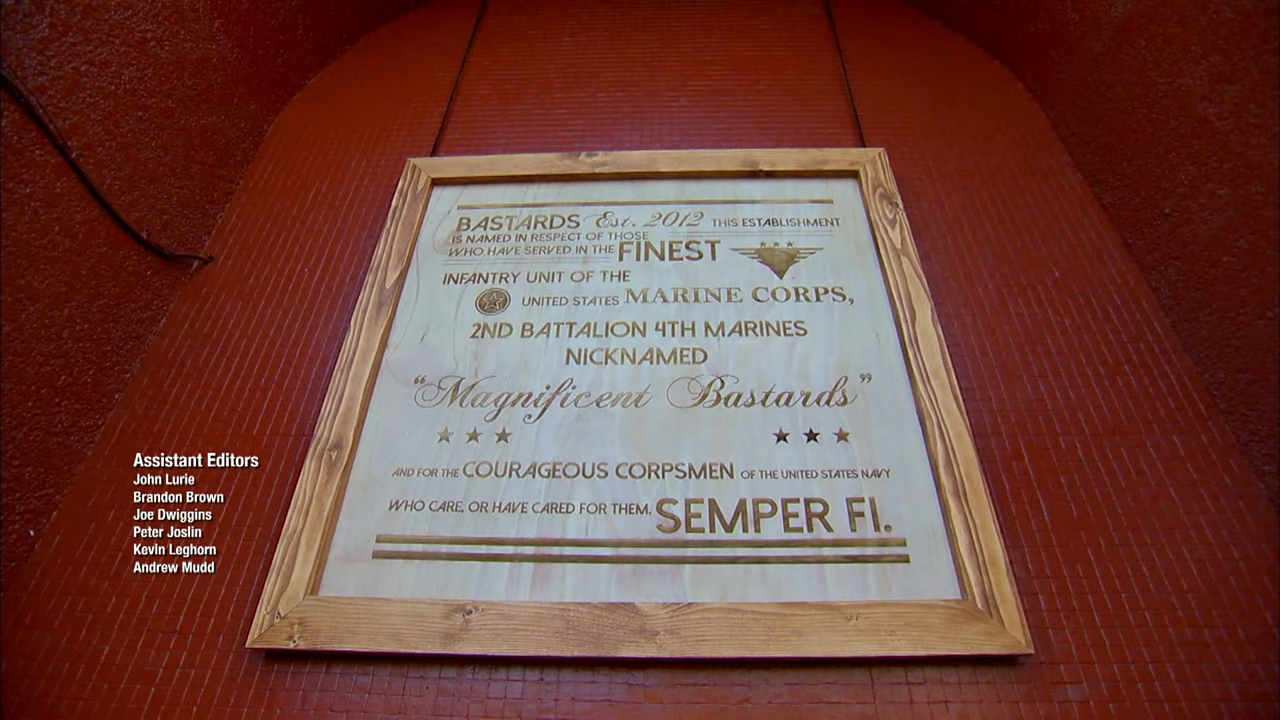 BASTARDS Est. 2012 THIS ESTABLISHMENT
IS NAMED IN RESPECT OF THOSE
WHO HAVE SERVED IN THE FINEST
INFANTRY UNIT OF THE
UNITED STATES MARINE CORPS,
2ND BATTALION 4TH MARINES
NICKNAMED
"Magnificent Bastards"
AND FOR THE COURAGEOUS CORPSMEN OF THE UNITED STATES NAVY
WHO CARE, OR HAVE CARED FOR THEM. SEMPER FI.
Assistant Editors
John Lurie
Brandon Brown
Joe Dwiggins
Peter Joslin
Kevin Leghorn
Andrew Mudd